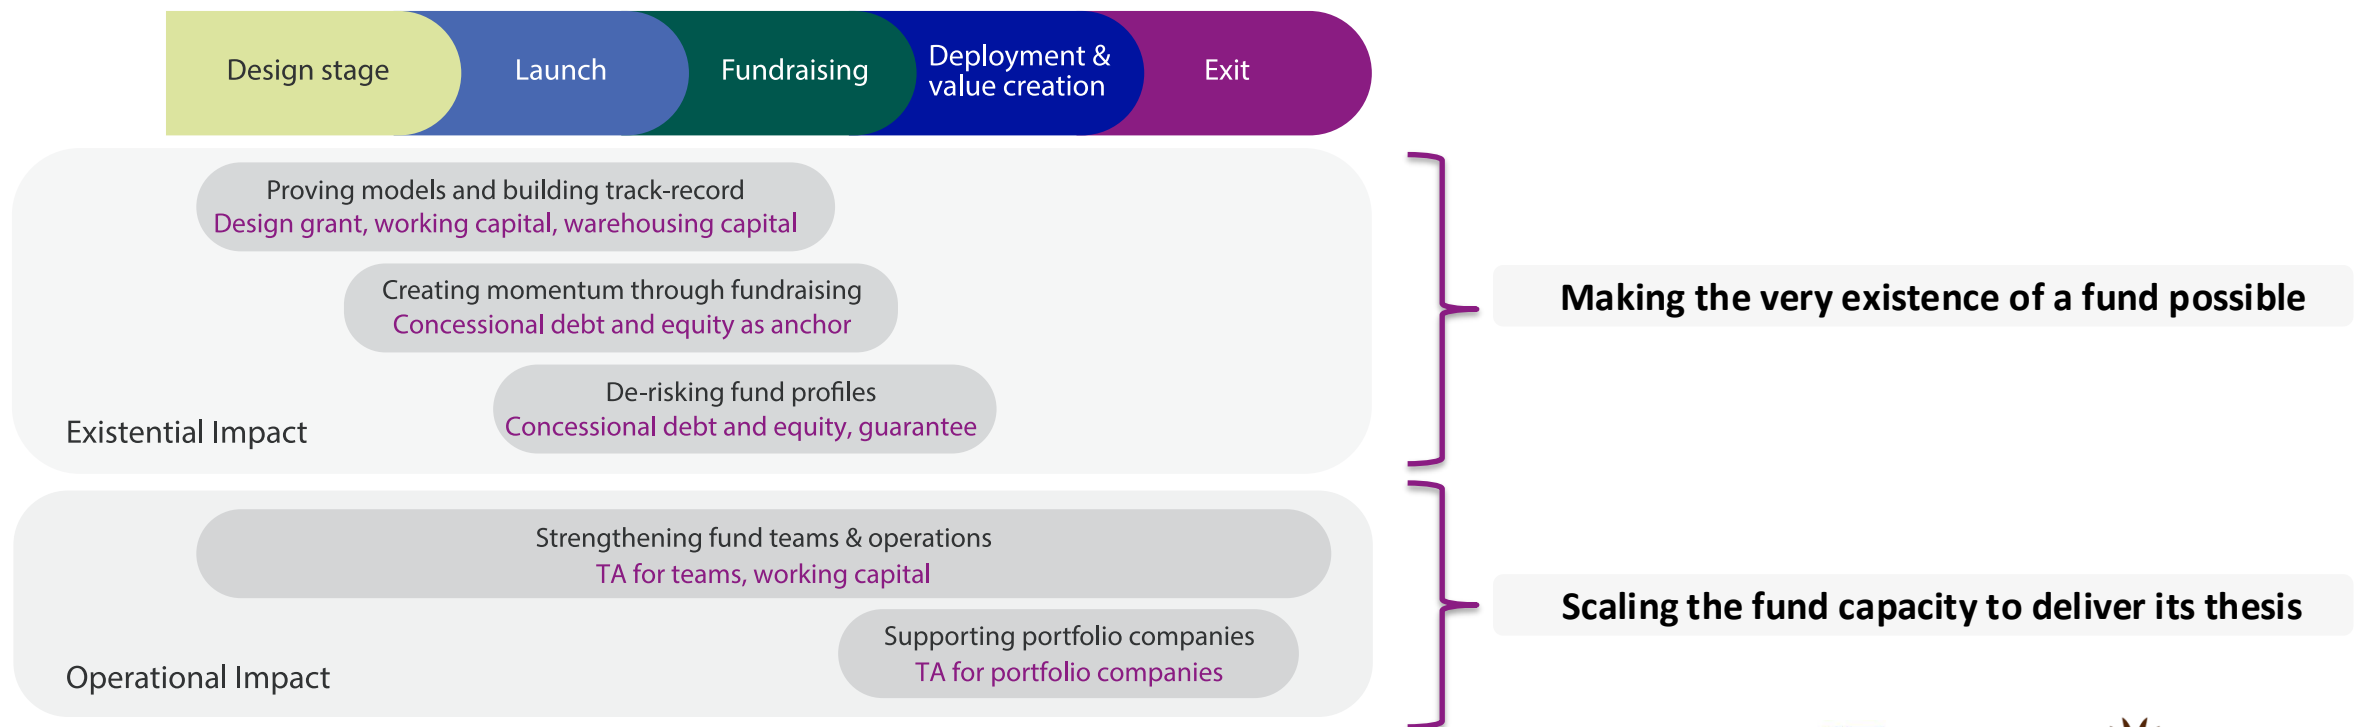 Design stage
Launch
Fundraising
Deployment &
value creation
Exit
Proving models and building track-record
Design grant, working capital, warehousing capital
Creating momentum through fundraising
Concessional debt and equity as anchor
De-risking fund profiles
Concessional debt and equity, guarantee
Existential Impact
Making the very existence of a fund possible
Strengthening fund teams & operations
TA for teams, working capital
Supporting portfolio companies
TA for portfolio companies
Operational Impact
Scaling the fund capacity to deliver its thesis